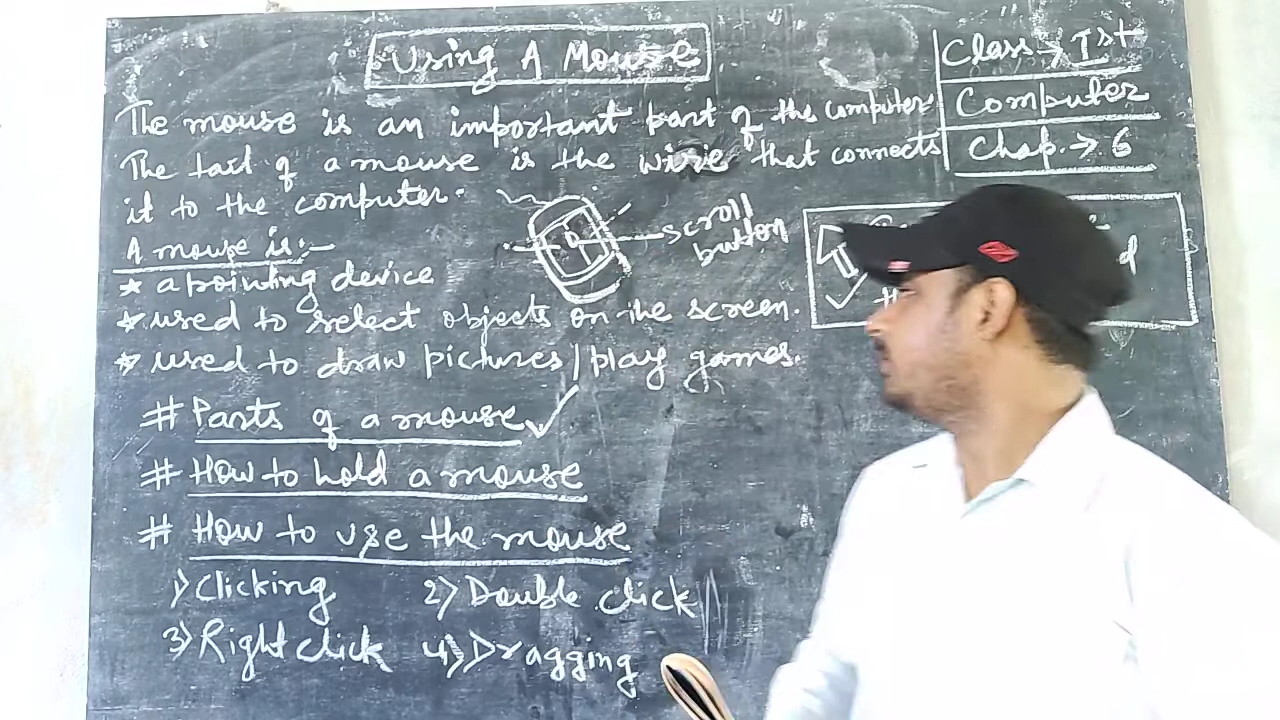 Using A Mouse
Class → Ist
Computer
Chap. → 6
The mouse is an important part of the computer.
The tail of a mouse is the wire that connects
it to the computer.
A mouse is:-
* a pointing device
scroll
button
* used to select objects on the screen.
* used to draw pictures / play games.
# Parts of a mouse ✓
# How to hold a mouse
# How to use the mouse
1) Clicking 2) Double click
3) Right click 4) Dragging